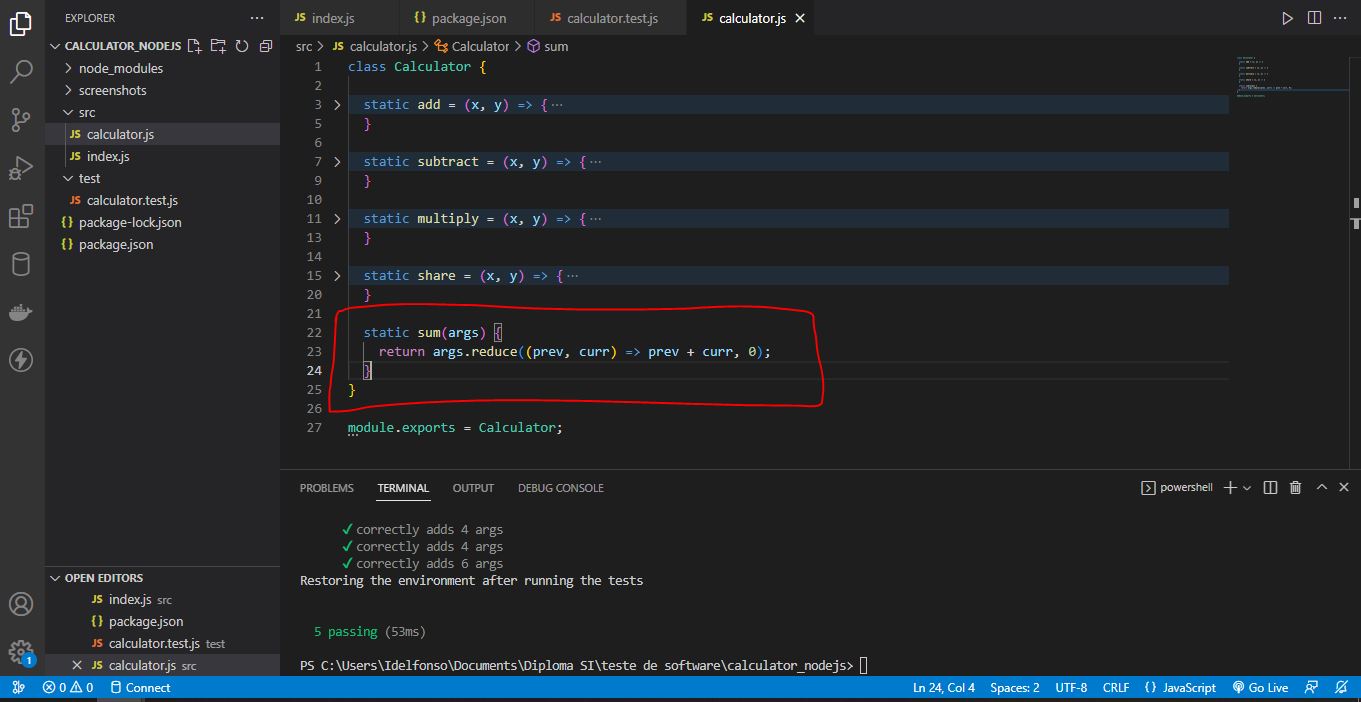 EXPLORER ···
CALCULATOR_NODEJS
node_modules
screenshots
src
JS calculator.js
JS index.js
test
JS calculator.test.js
{} package-lock.json
{} package.json
OPEN EDITORS
JS index.js src
{} package.json
JS calculator.test.js test
JS calculator.js src
1
JS index.js
{} package.json
JS calculator.test.js
JS calculator.js
src > JS calculator.js > Calculator > sum
1 class Calculator {
2
3 static add = (x, y) => {···
5 }
6
7 static subtract = (x, y) => {···
9 }
10
11 static multiply = (x, y) => {···
13 }
14
15 static share = (x, y) => {···
20 }
21
22 static sum(args) {
23 return args.reduce((prev, curr) => prev + curr, 0);
24 }
25 }
26
27 module.exports = Calculator;
PROBLEMS TERMINAL OUTPUT DEBUG CONSOLE
powershell
✓ correctly adds 4 args
✓ correctly adds 4 args
✓ correctly adds 6 args
Restoring the environment after running the tests
5 passing (53ms)
PS C:\Users\Idelfonso\Documents\Diploma SI\teste de software\calculator_nodejs>
0 0 Connect Ln 24, Col 4 Spaces: 2 UTF-8 CRLF {} JavaScript Go Live